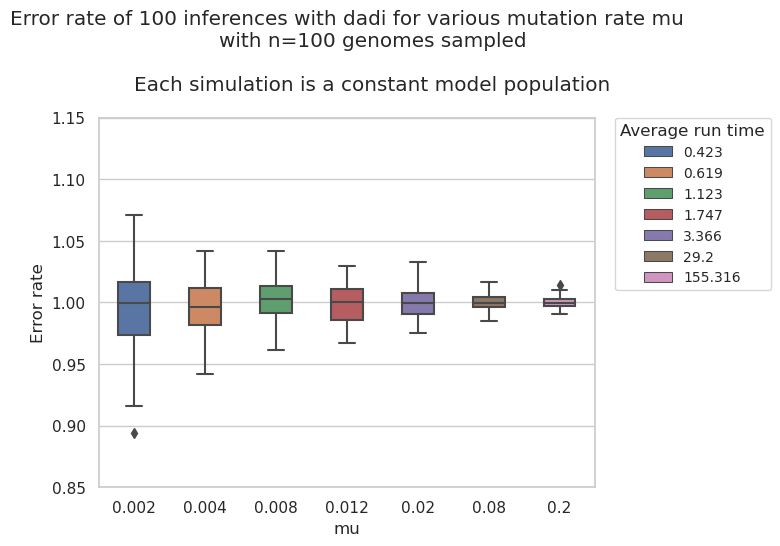 Error rate of 100 inferences with dadi for various mutation rate mu
with n=100 genomes sampled
Each simulation is a constant model population
Average run time
0.423
0.619
1.123
1.747
3.366
29.2
155.316
Error rate
1.15
1.10
1.05
1.00
0.95
0.90
0.85
0.002 0.004 0.008 0.012 0.02 0.08 0.2
mu